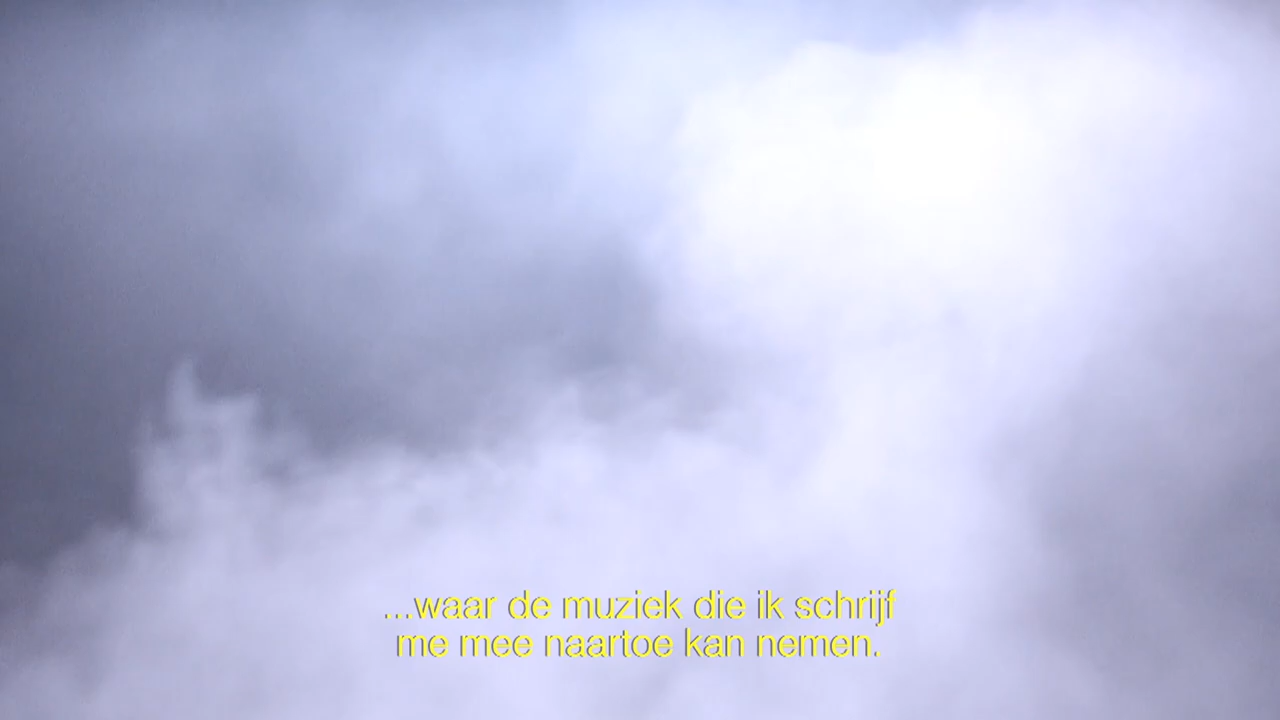 ...waar de muziek die ik schrijf
me mee naartoe kan nemen.